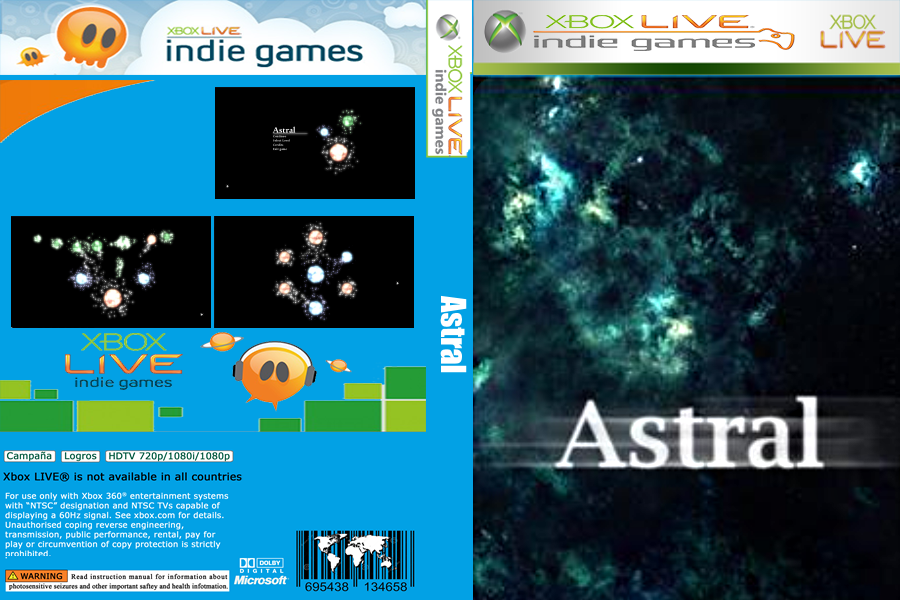 XBOX LIVE
indie games
Astral
XBOX LIVE
indie games
Campaña Logros HDTV 720p/1080i/1080p
Xbox LIVE® is not available in all countries
For use only with Xbox 360® entertainment systems
with “NTSC” designation and NTSC TVs capable of
displaying a 60Hz signal. See xbox.com for details.
Unauthorised coping reverse engineering,
transmission, public performance, rental, pay for
play or circumvention of copy protection is strictly
prohibited.
WARNING Read instruction manual for information about
photosensitive seizures and other important saftey and health infotmation.
DOLBY
DIGITAL
Microsoft®
695438 134658
XBOX LIVE
indie games
Astral
XBOX LIVE™
indie games
XBOX
LIVE
Astral